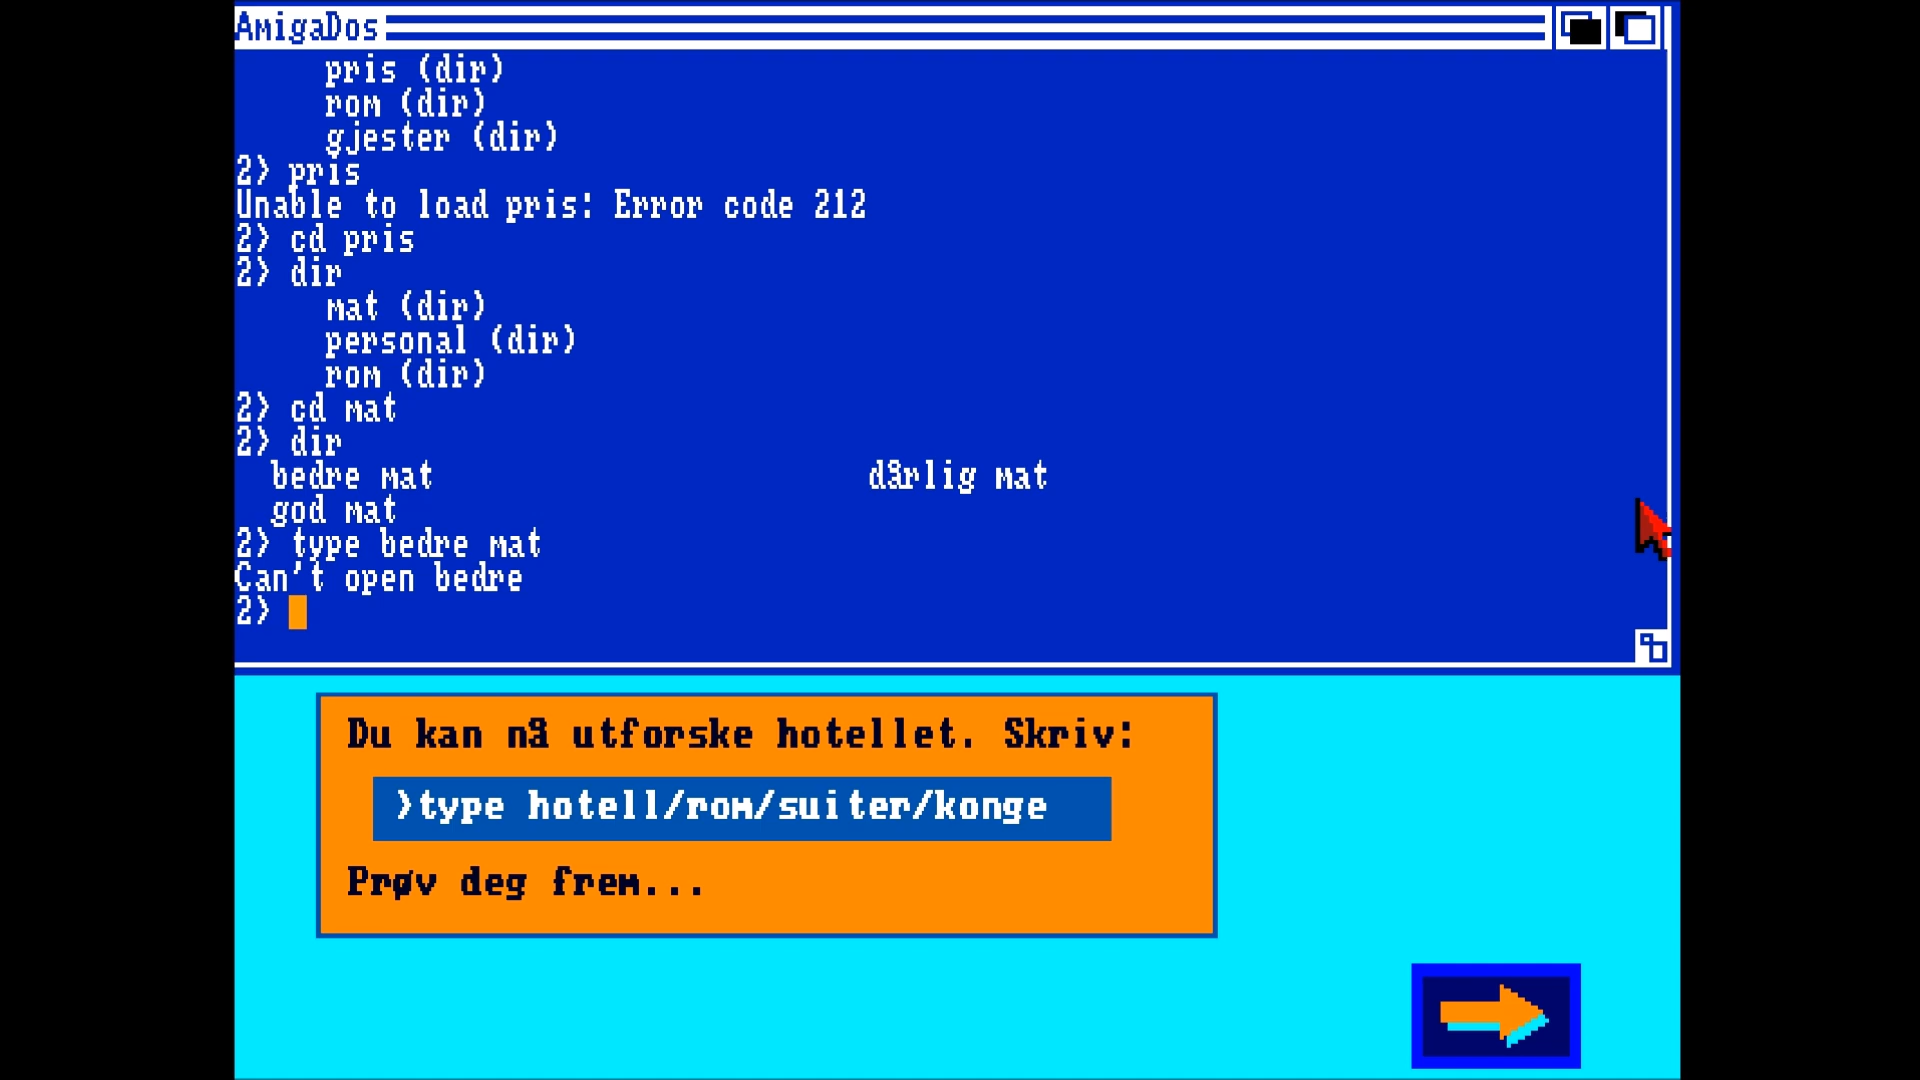 AmigaDos
pris (dir)
rom (dir)
gjester (dir)
2> pris
Unable to load pris: Error code 212
2> cd pris
2> dir
mat (dir)
personal (dir)
rom (dir)
2> cd mat
2> dir
bedre mat dårlig mat
god mat
2> type bedre mat
Can't open bedre
2>
Du kan nå utforske hotellet. Skriv:
>type hotell/rom/suiter/konge
Prøv deg frem...